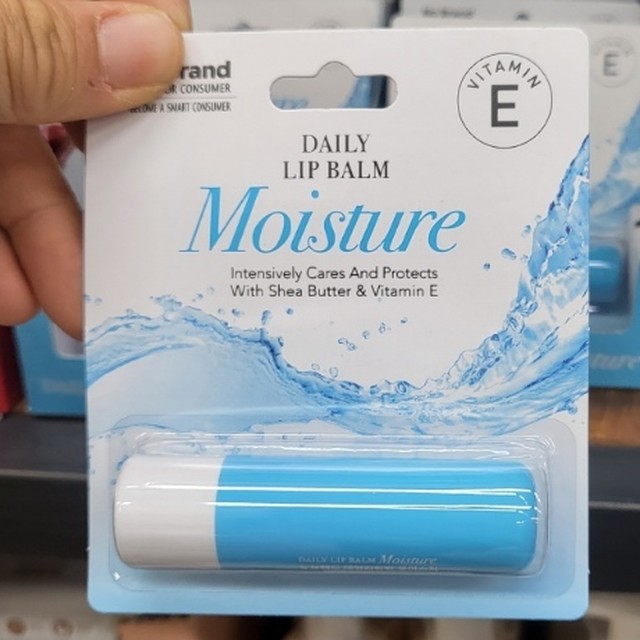 rand
CONSUMER
BECOME A SMART CONSUMER
VITAMIN
E
DAILY
LIP BALM
Moisture
Intensively Cares And Protects
With Shea Butter & Vitamin E
DAILY LIP BALM Moisture